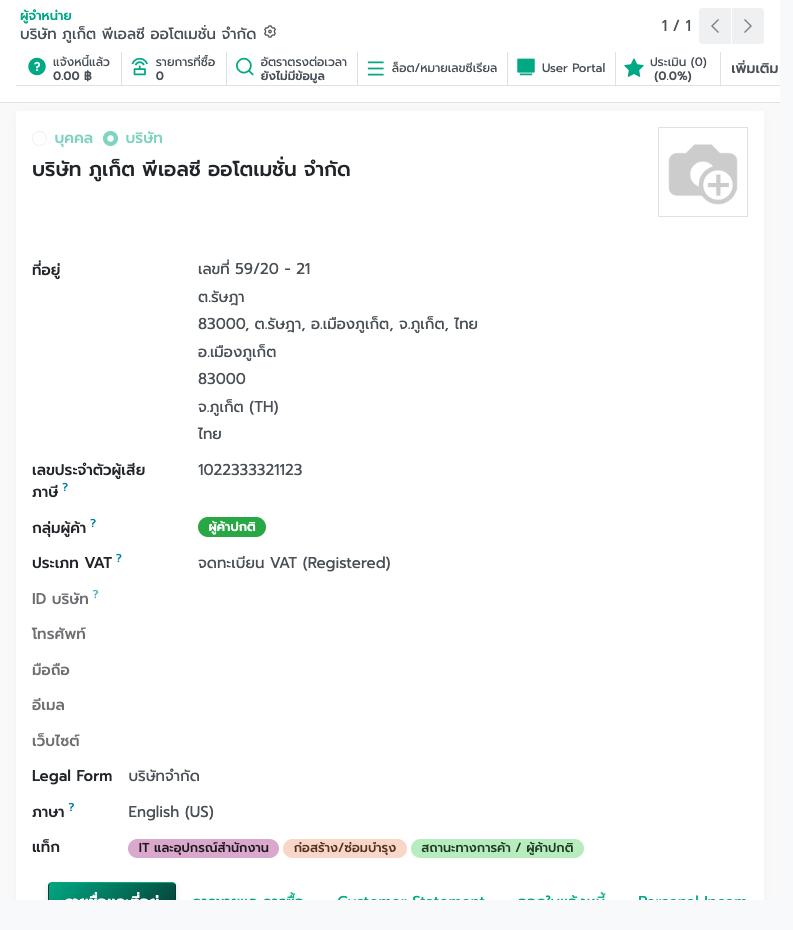 ผู้จำหน่าย
บริษัท ภูเก็ต พีเอลซี ออโตเมชั่น จำกัด
1 / 1
แจ้งหนี้แล้ว
0.00 ฿
รายการที่ซื้อ
0
อัตราตรงต่อเวลา
ยังไม่มีข้อมูล
ล็อต/หมายเลขซีเรียล
User Portal
ประเมิน (0)
(0.0%)
เพิ่มเติม
บุคคล บริษัท
บริษัท ภูเก็ต พีเอลซี ออโตเมชั่น จำกัด
ที่อยู่
เลขที่ 59/20 - 21
ต.รัษฎา
83000, ต.รัษฎา, อ.เมืองภูเก็ต, จ.ภูเก็ต, ไทย
อ.เมืองภูเก็ต
83000
จ.ภูเก็ต (TH)
ไทย
เลขประจำตัวผู้เสีย
ภาษี ?
1022333321123
กลุ่มผู้ค้า ? ผู้ค้าปกติ
ประเภท VAT ? จดทะเบียน VAT (Registered)
ID บริษัท ?
โทรศัพท์
มือถือ
อีเมล
เว็บไซต์
Legal Form บริษัทจำกัด
ภาษา ? English (US)
แท็ก IT และอุปกรณ์สำนักงาน ก่อสร้าง/ซ่อมบำรุง สถานะทางการค้า / ผู้ค้าปกติ
Customer Statement